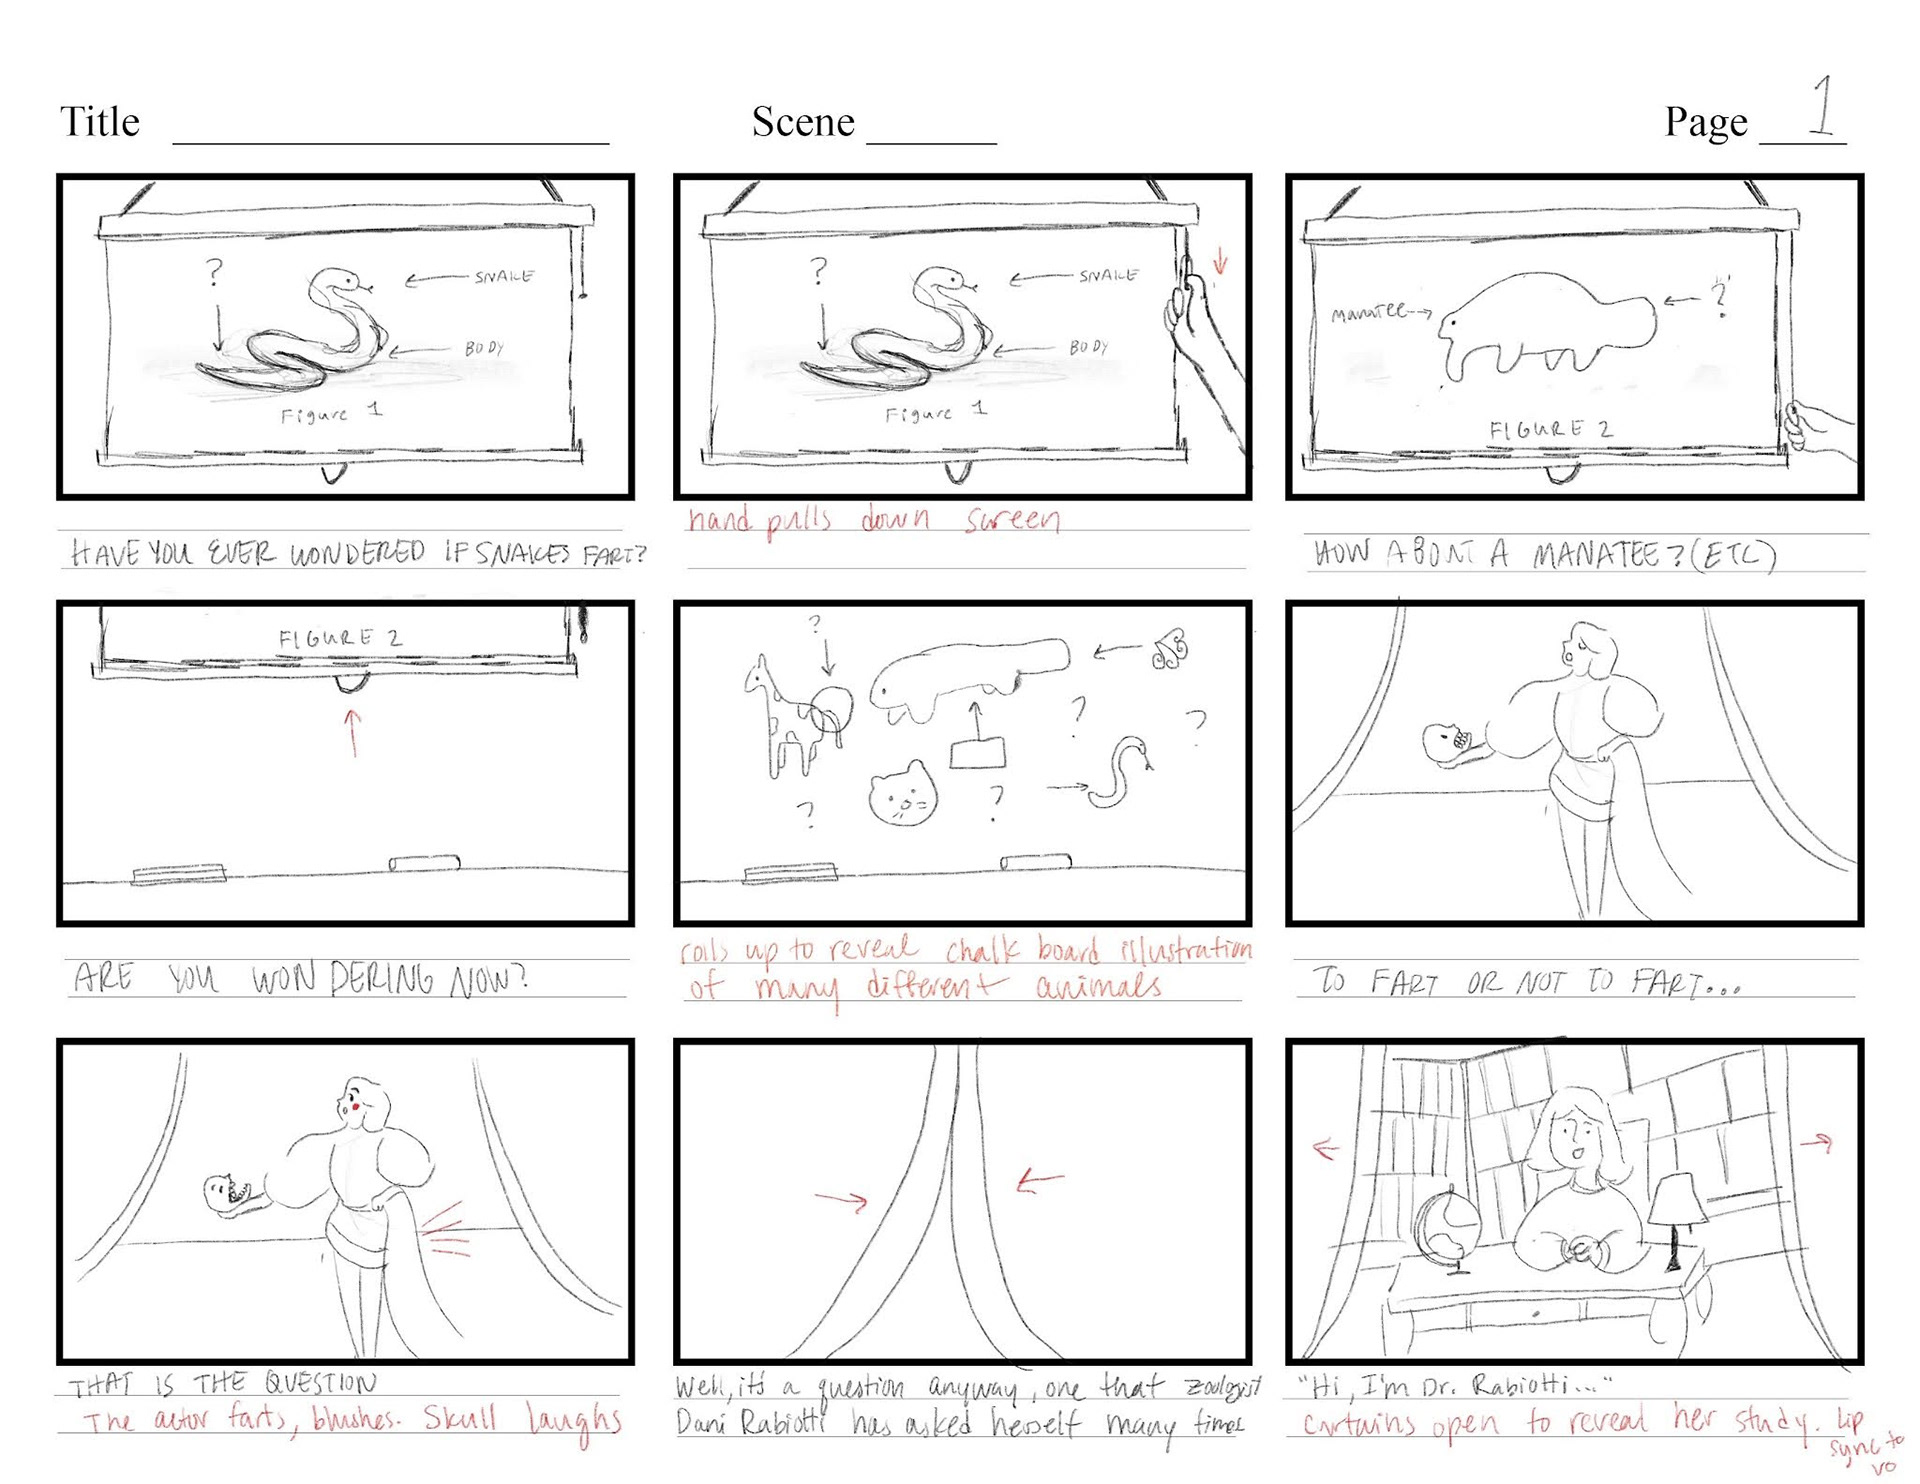 Title
Scene
Page 1
?
SNAKE
BODY
Figure 1
HAVE YOU EVER WONDERED IF SNAKES FART?
?
SNAKE
BODY
Figure 1
hand pulls down screen
manatee
?
FIGURE 2
HOW ABOUT A MANATEE? (ETC)
FIGURE 2
ARE YOU WONDERING NOW?
?
?
?
?
?
rolls up to reveal chalk board illustration
of many different animals
TO FART OR NOT TO FART...
THAT IS THE QUESTION
The actor farts, blushes. Skull laughs
Well, it's a question anyway, one that zoologist
Dani Rabiotti has asked herself many times
"Hi, I'm Dr. Rabiotti..."
curtains open to reveal her study. Lip
sync to
vo